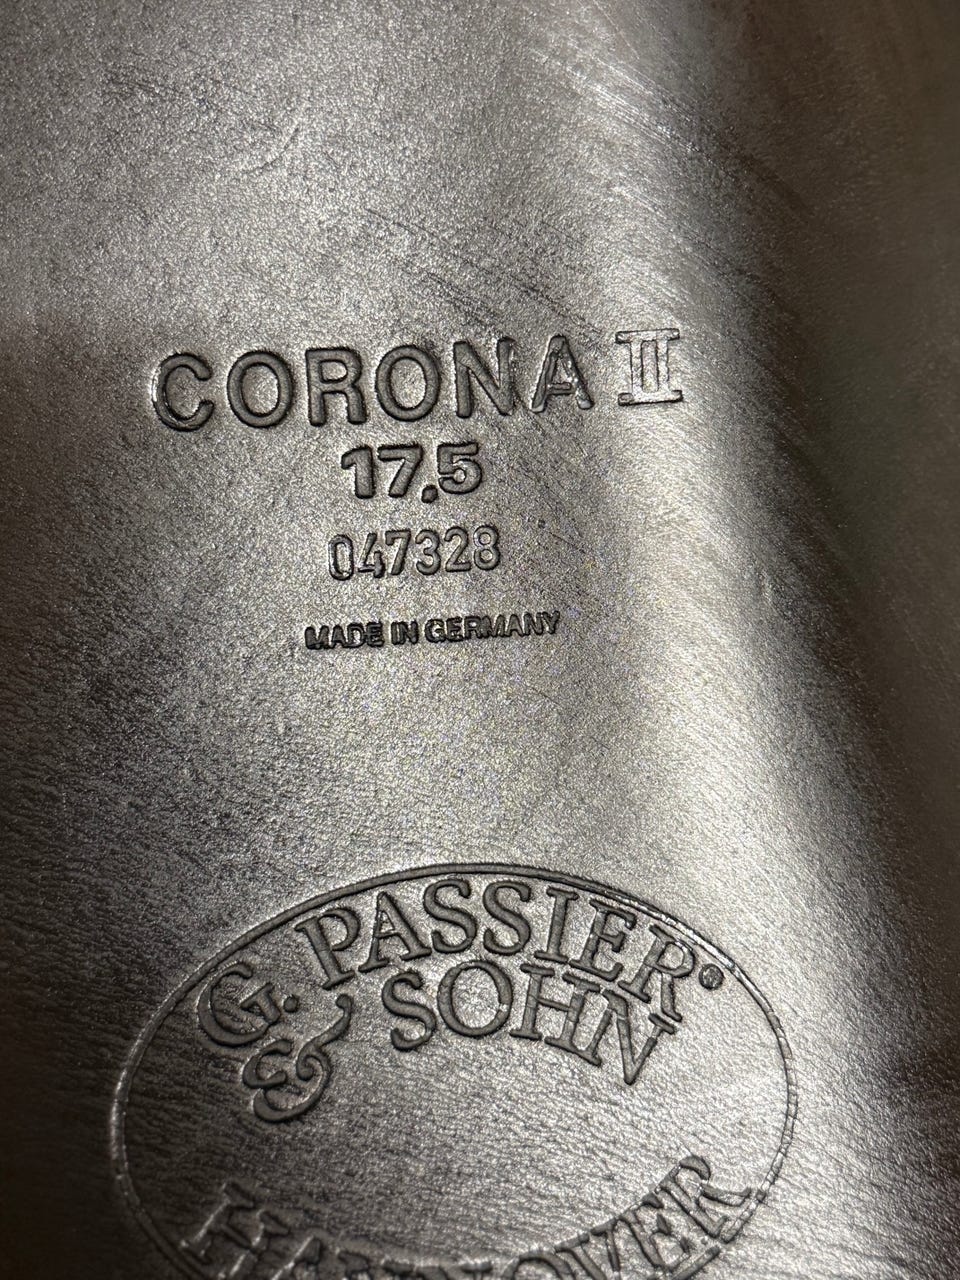 CORONA II
17,5
047328
MADE IN GERMANY
G. PASSIER®
& SOHN
HANNOVER